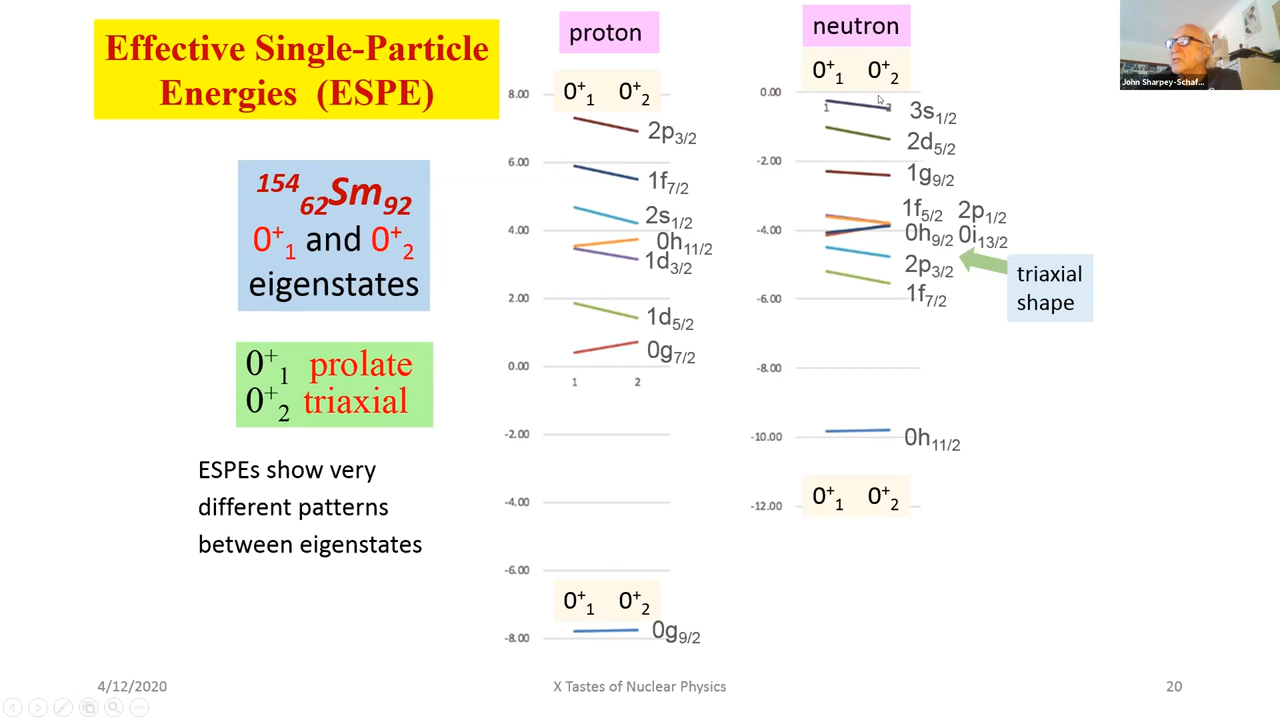 Effective Single-Particle
Energies (ESPE)
¹⁵⁴₆₂Sm₉₂
0⁺₁ and 0⁺₂
eigenstates
0⁺₁ prolate
0⁺₂ triaxial
ESPEs show very
different patterns
between eigenstates
proton
0⁺₁ 0⁺₂
8.00
6.00
4.00
2.00
0.00
-2.00
-4.00
-6.00
-8.00
1 2
2p₃/₂
1f₇/₂
2s₁/₂
0h₁₁/₂
1d₃/₂
1d₅/₂
0g₇/₂
0⁺₁ 0⁺₂
0g₉/₂
neutron
0⁺₁ 0⁺₂
0.00
-2.00
-4.00
-6.00
-8.00
-10.00
-12.00
1 2
3s₁/₂
2d₅/₂
1g₉/₂
1f₅/₂ 2p₁/₂
0h₉/₂ 0i₁₃/₂
2p₃/₂
1f₇/₂
0h₁₁/₂
0⁺₁ 0⁺₂
triaxial
shape
John Sharpey-Schaf...
4/12/2020
X Tastes of Nuclear Physics
20